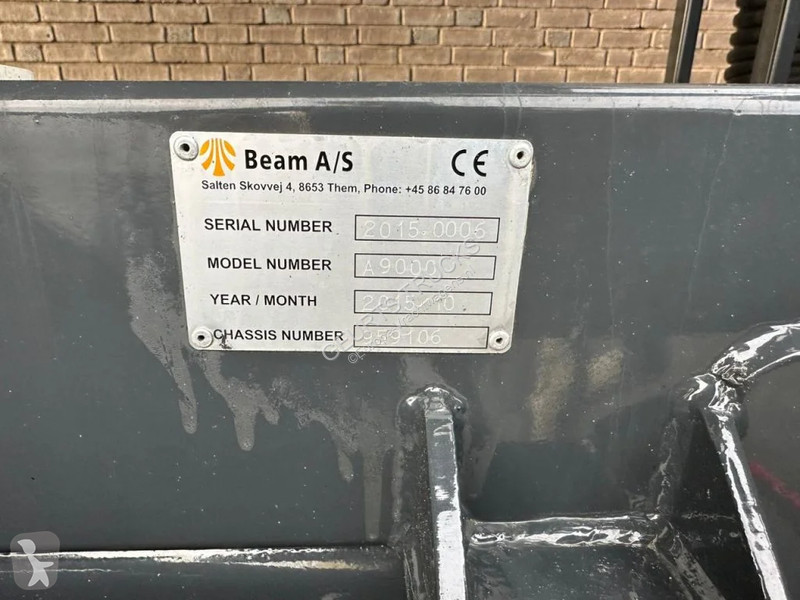 Beam A/S CE
Salten Skovvej 4, 8653 Them, Phone: +45 86 84 76 00
SERIAL NUMBER 2015.0006
MODEL NUMBER A9000
YEAR / MONTH 2015 10
CHASSIS NUMBER 959106